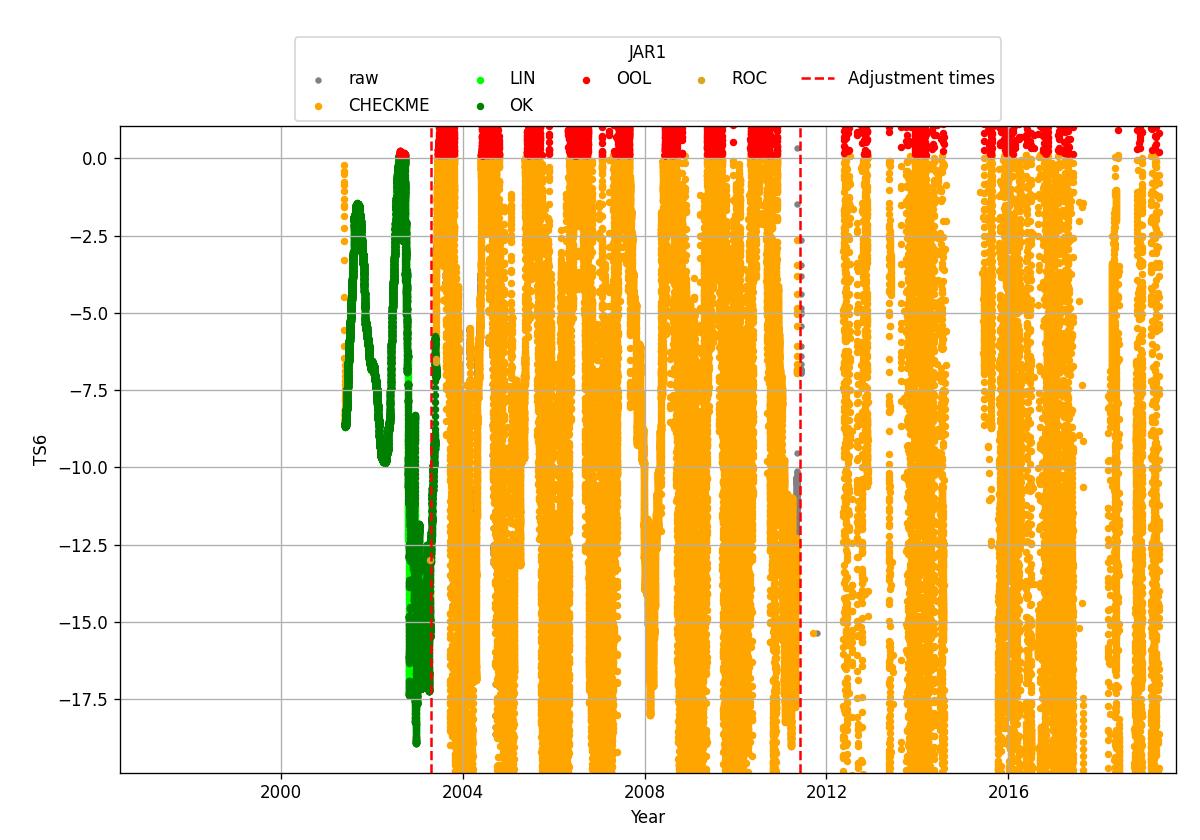 JAR1
raw LIN OOL ROC Adjustment times
CHECKME OK
0.0
−2.5
−5.0
−7.5
−10.0
−12.5
−15.0
−17.5
TS6
2000 2004 2008 2012 2016
Year